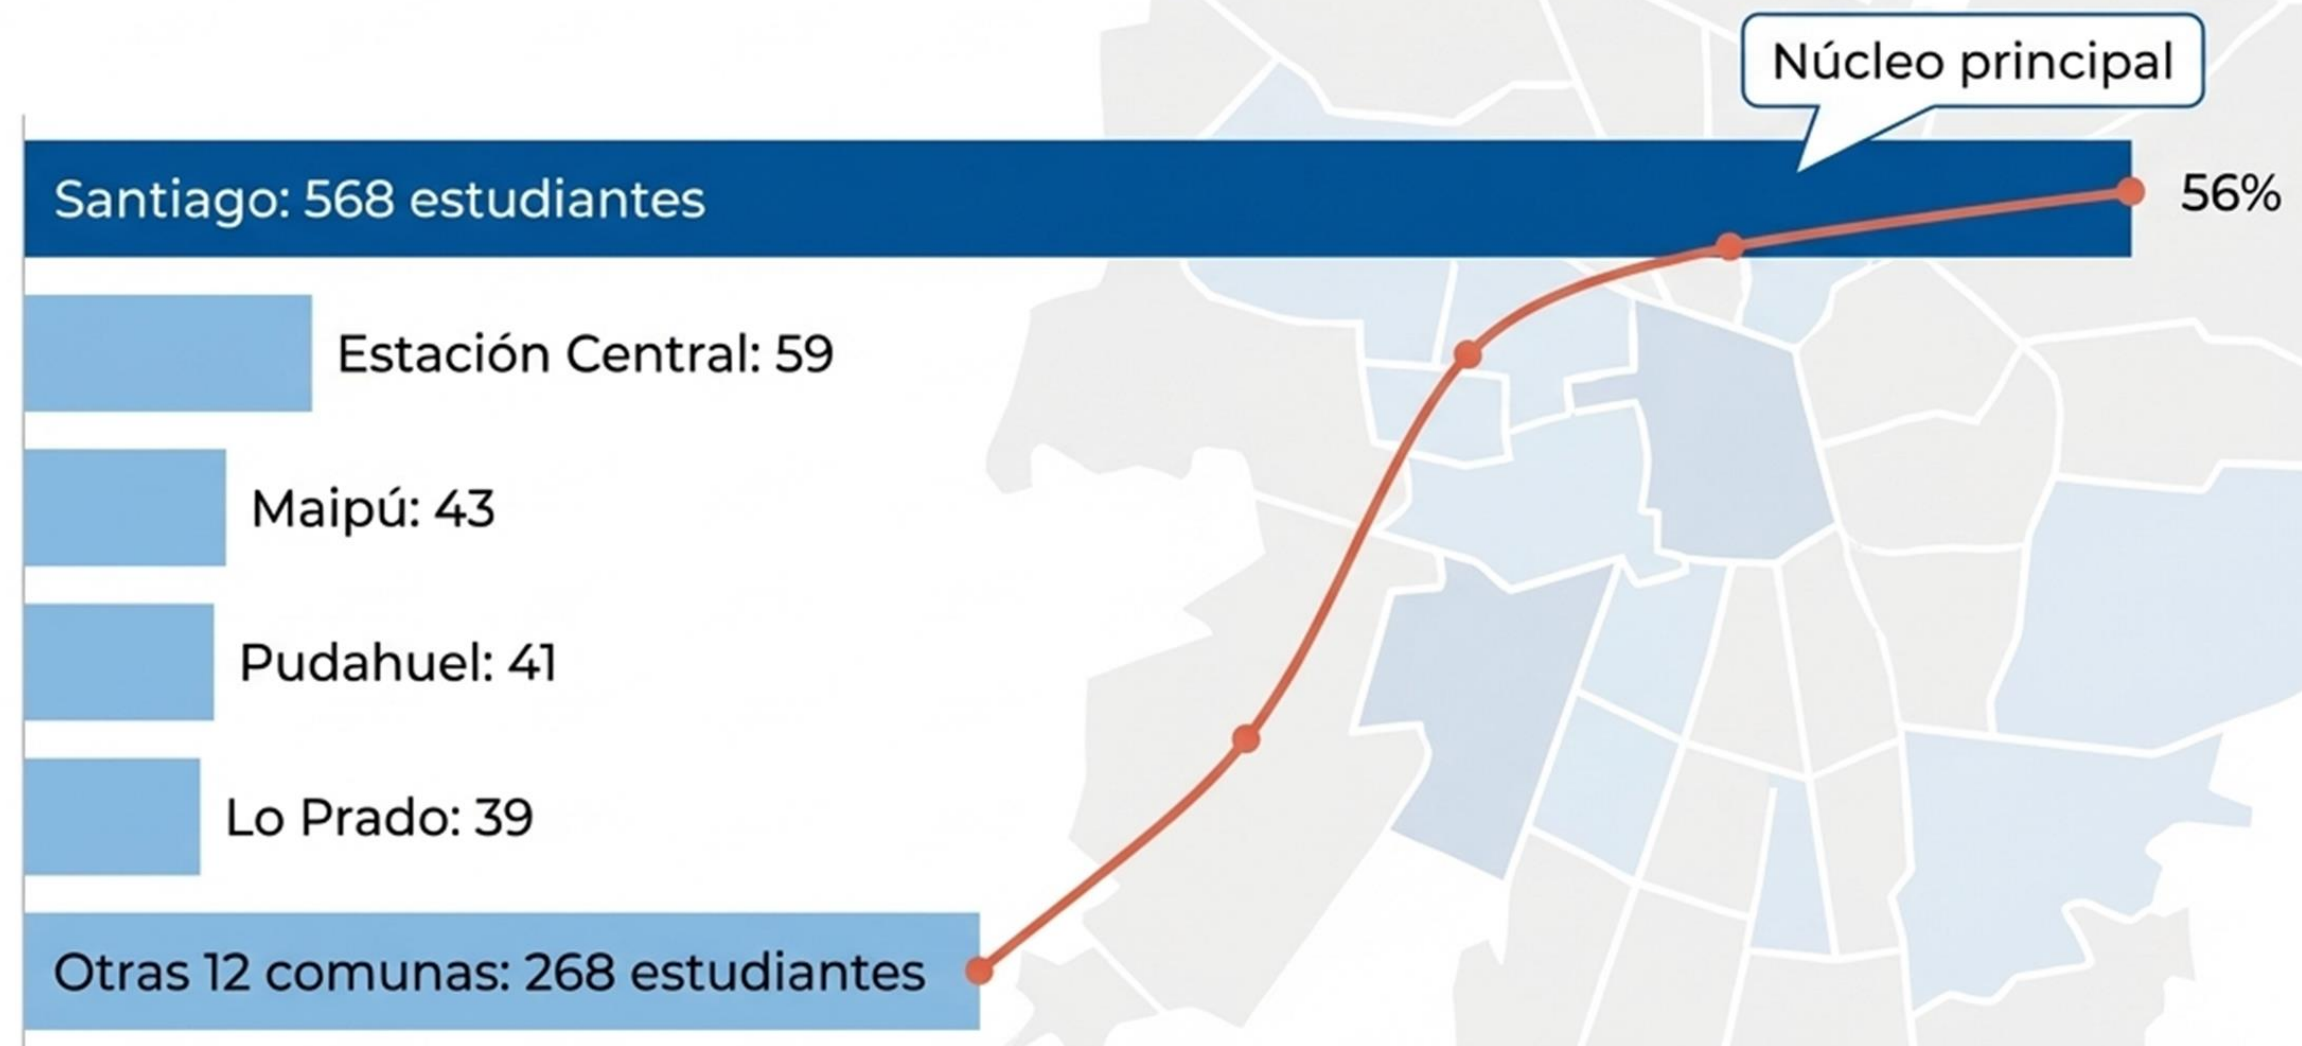 Núcleo principal
Santiago: 568 estudiantes
56%
Estación Central: 59
Maipú: 43
Pudahuel: 41
Lo Prado: 39
Otras 12 comunas: 268 estudiantes